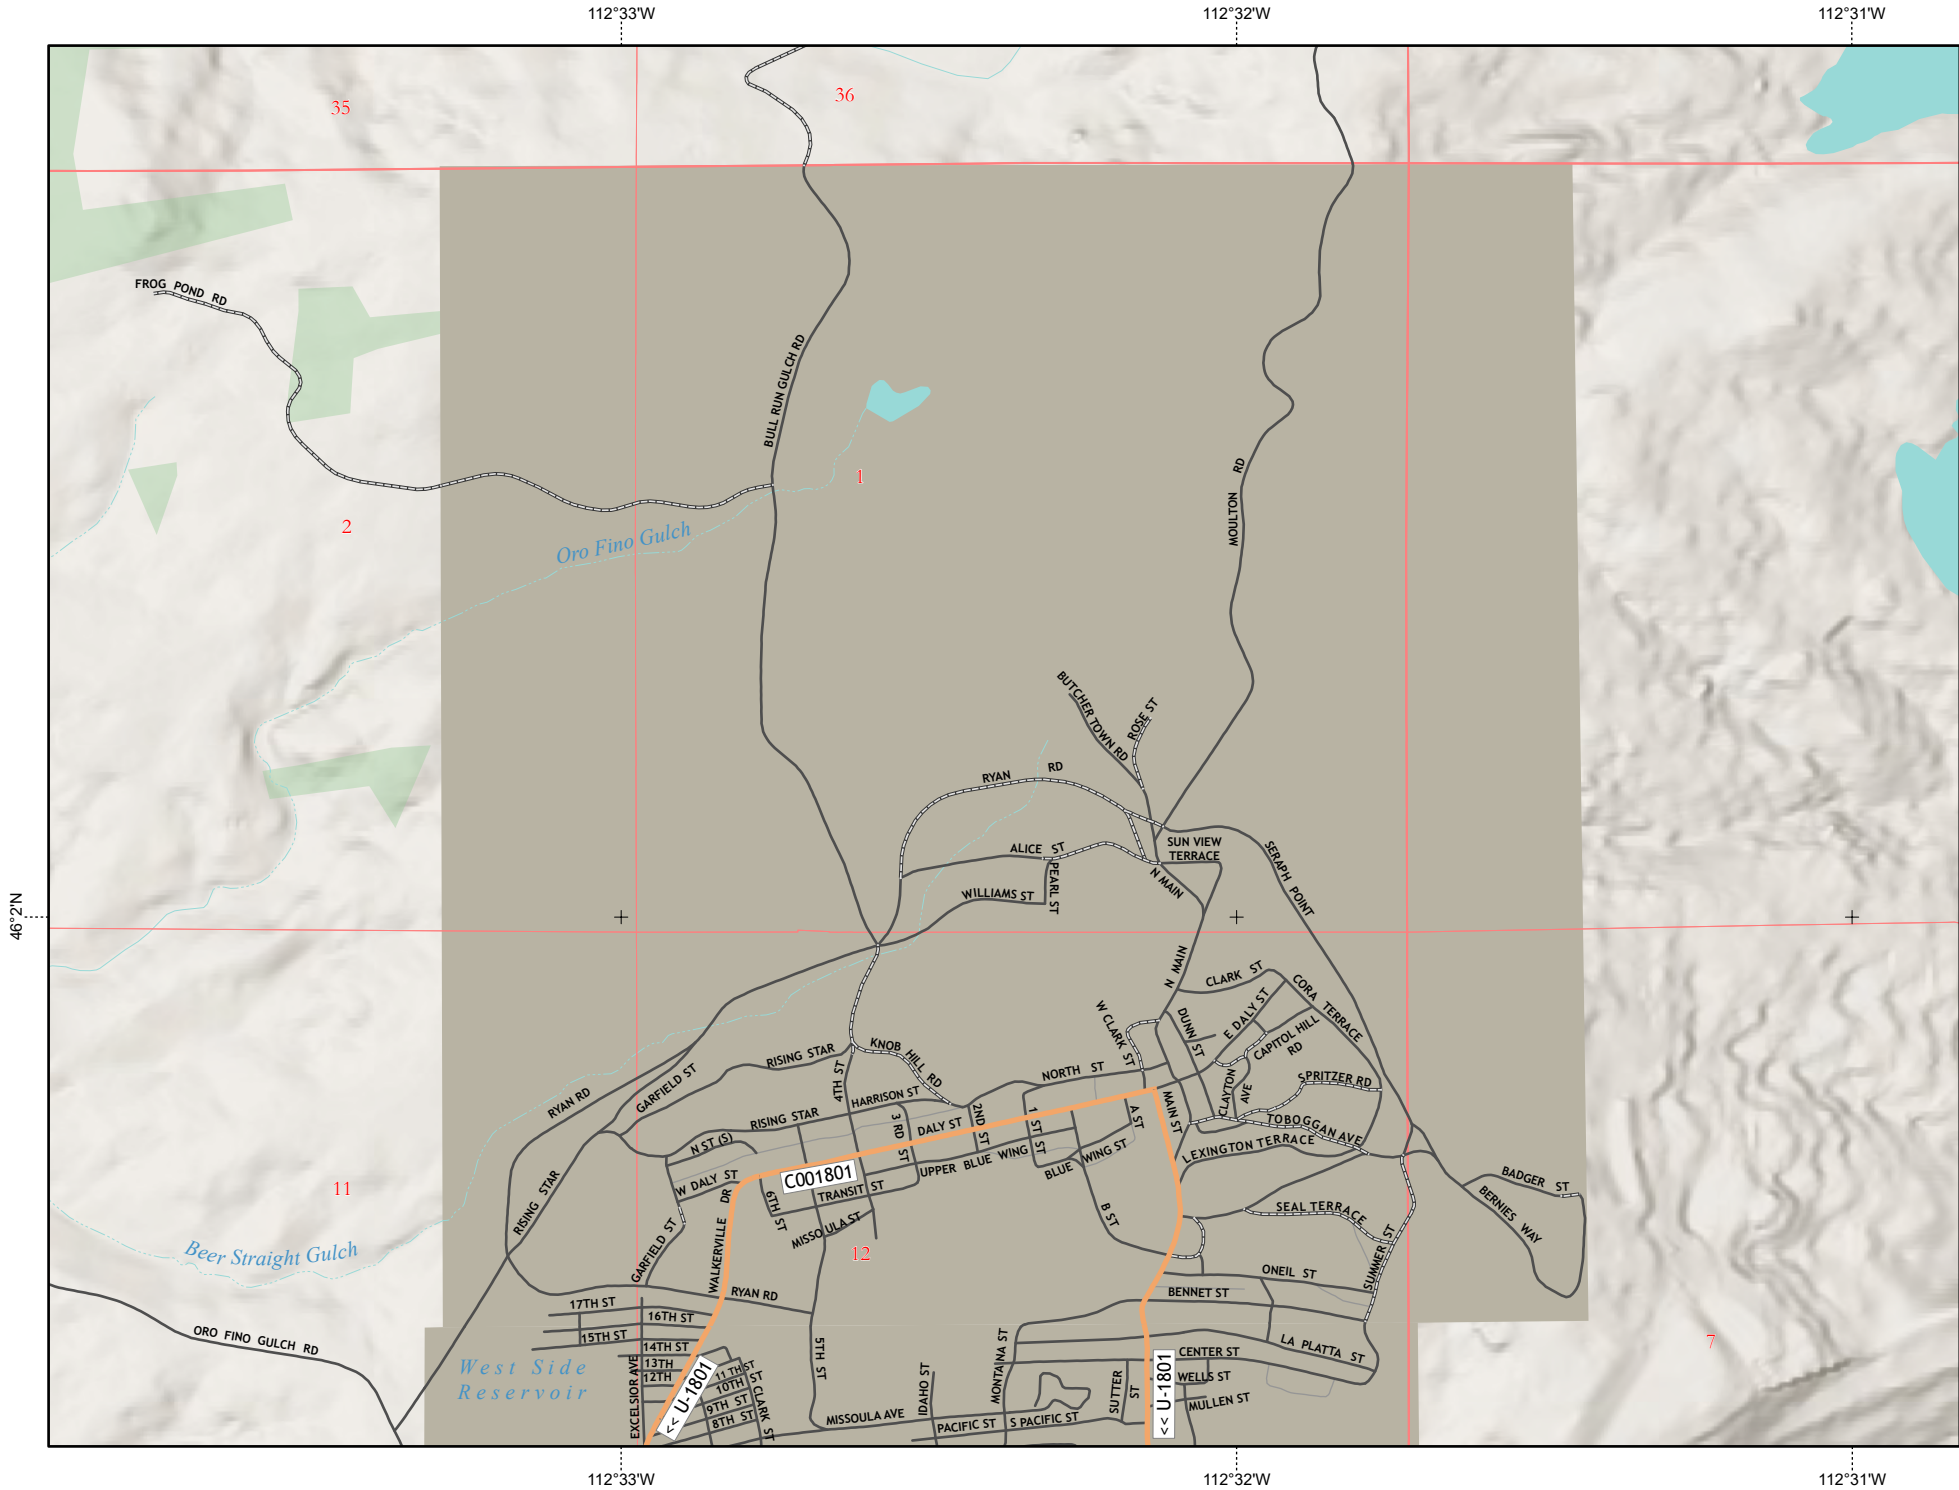 112°33'W
112°32'W
112°31'W
35
36
FROG POND RD
BULL RUN GULCH RD
1
2
MOULTON RD
Oro Fino Gulch
BUTCHER TOWN RD
ROSE ST
RYAN RD
ALICE ST
SUN VIEW
TERRACE
SERAPH POINT
N MAIN
PEARL ST
WILLIAMS ST
46°2'N
N MAIN
CLARK ST
CORA TERRACE
W CLARK ST
DUNN ST
E DALY ST
CAPITOL HILL
RD
RISING STAR
KNOB HILL RD
NORTH ST
4TH ST
GARFIELD ST
RYAN RD
HARRISON ST
CLAYTON
AVE
SPRITZER RD
RISING STAR
3 RD ST
2ND ST
1 ST ST
A ST
MAIN ST
DALY ST
TOBOGGAN AVE
N ST (S)
LEXINGTON TERRACE
BLUE WING ST
UPPER BLUE WING
C001801
W DALY ST
TRANSIT ST
11
RISING STAR
6TH ST
MISSOULA ST
B ST
BADGER ST
BERNIES WAY
SEAL TERRACE
SUMMER ST
GARFIELD ST
WALKERVILLE DR
12
Beer Straight Gulch
ONEIL ST
BENNET ST
RYAN RD
17TH ST
16TH ST
15TH ST
14TH ST
13TH
12TH
ORO FINO GULCH RD
West Side
Reservoir
EXCELSIOR AVE
<< U-1801
11 TH ST
10TH ST
9TH ST
8TH ST
CLARK ST
5TH ST
MISSOULA AVE
IDAHO ST
MONTANA ST
PACIFIC ST
S PACIFIC ST
SUTTER
ST
<< U-1801
CENTER ST
WELLS ST
MULLEN ST
LA PLATTA ST
7
112°33'W
112°32'W
112°31'W